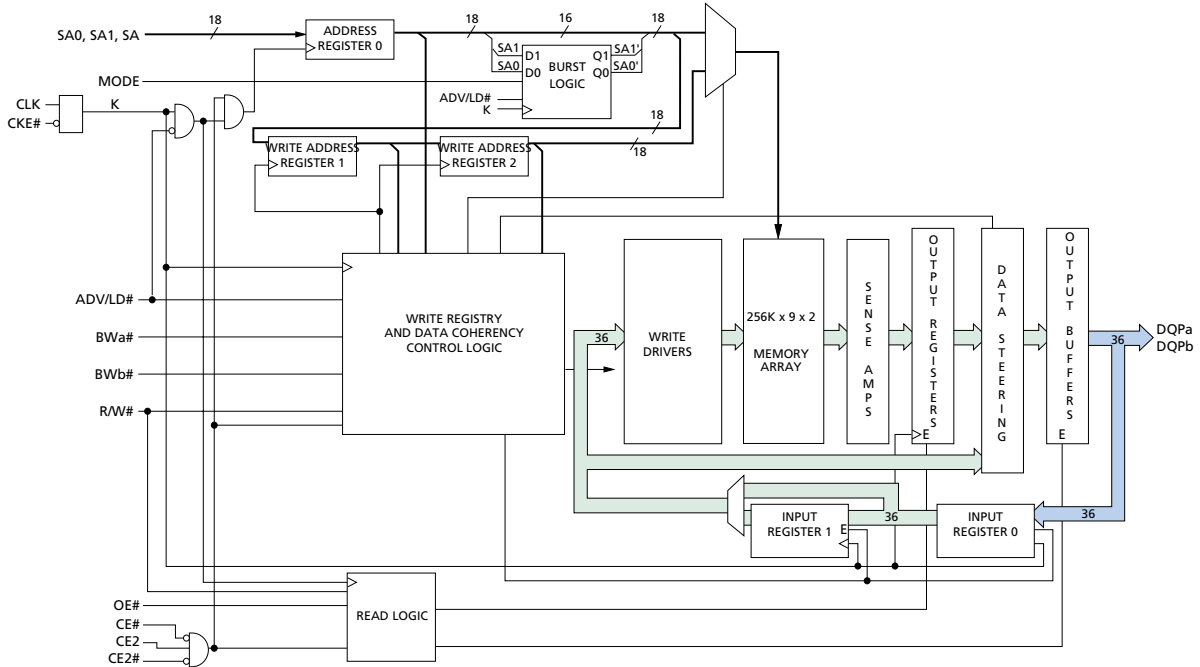 SA0, SA1, SA
18
ADDRESS
REGISTER 0
18
16
18
SA1
SA0
D1
D0
BURST
LOGIC
Q1
Q0
SA1'
SA0'
MODE
ADV/LD#
K
CLK
CKE#
K
18
18
WRITE ADDRESS
REGISTER 1
WRITE ADDRESS
REGISTER 2
ADV/LD#
BWa#
BWb#
R/W#
WRITE REGISTRY
AND DATA COHERENCY
CONTROL LOGIC
36
WRITE
DRIVERS
256K x 9 x 2
MEMORY
ARRAY
SENSE AMPS
OUTPUT REGISTERS
E
DATA STEERING
OUTPUT BUFFERS
E
36
DQPa
DQPb
INPUT
REGISTER 1
E
36
INPUT
REGISTER 0
36
OE#
CE#
CE2
CE2#
READ LOGIC